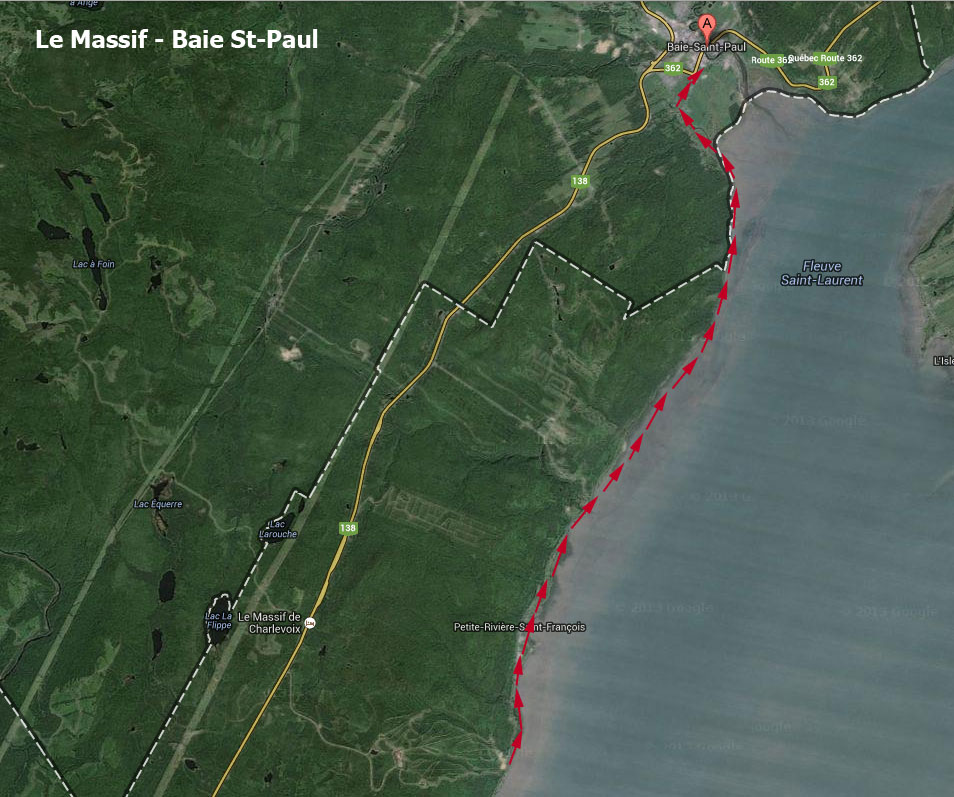 à Ange
Le Massif - Baie St-Paul
A
Baie-Saint-Paul
362
Route 362
Québec Route 362
362
138
Lac à Foin
Fleuve
Saint-Laurent
L'Isle
© 2013 Google
Lac Équerre
Lac
Larouche
138
© 2013 Google
Lac La
Flippe
Le Massif de
Charlevoix
Petite-Rivière-Saint-François
2013 Google
2013 Google